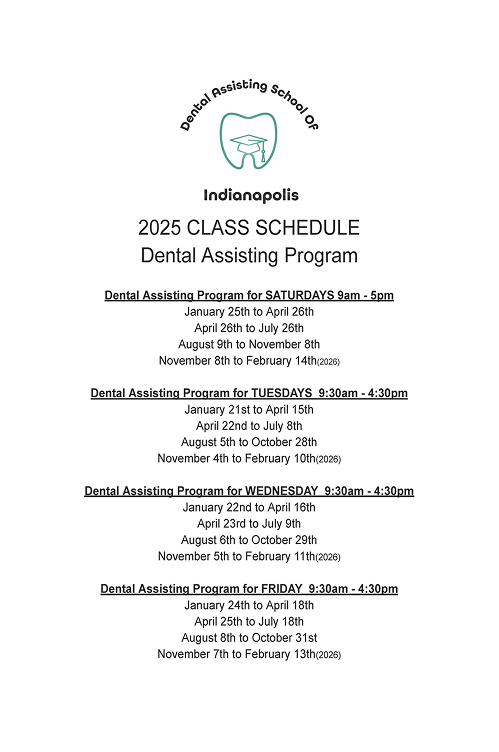 Dental Assisting School Of
Indianapolis
2025 CLASS SCHEDULE
Dental Assisting Program
Dental Assisting Program for SATURDAYS 9am - 5pm
January 25th to April 26th
April 26th to July 26th
August 9th to November 8th
November 8th to February 14th(2026)
Dental Assisting Program for TUESDAYS 9:30am - 4:30pm
January 21st to April 15th
April 22nd to July 8th
August 5th to October 28th
November 4th to February 10th(2026)
Dental Assisting Program for WEDNESDAY 9:30am - 4:30pm
January 22nd to April 16th
April 23rd to July 9th
August 6th to October 29th
November 5th to February 11th(2026)
Dental Assisting Program for FRIDAY 9:30am - 4:30pm
January 24th to April 18th
April 25th to July 18th
August 8th to October 31st
November 7th to February 13th(2026)